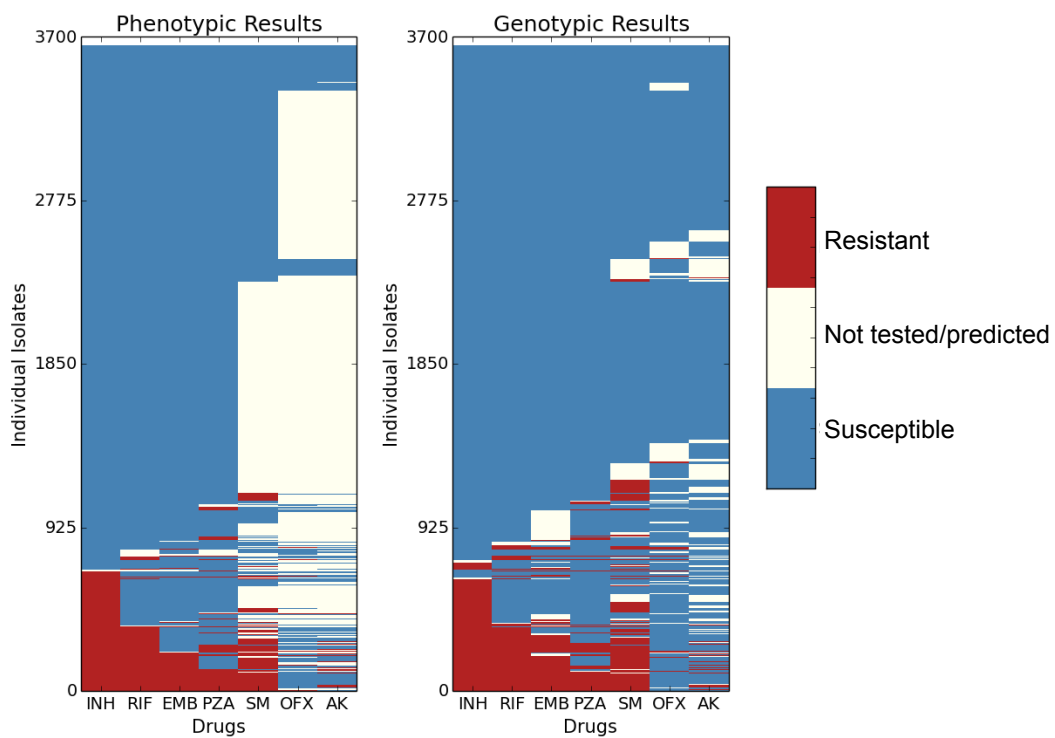 Phenotypic Results
Genotypic Results
3700
2775
1850
925
0
Individual Isolates
INH RIF EMB PZA SM OFX AK
Drugs
3700
2775
1850
925
0
Individual Isolates
INH RIF EMB PZA SM OFX AK
Drugs
Resistant
Not tested/predicted
Susceptible